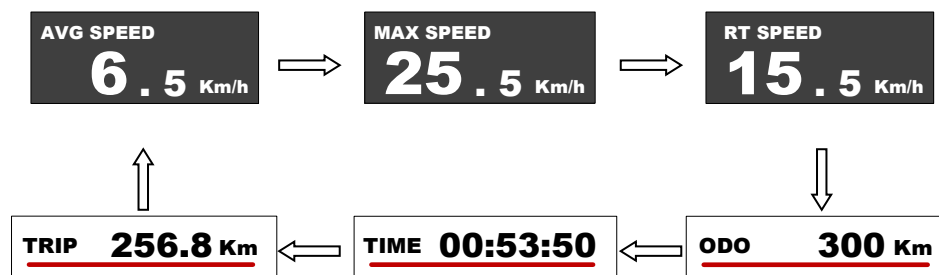 AVG SPEED
6.5 Km/h
MAX SPEED
25.5 Km/h
RT SPEED
15.5 Km/h
TRIP 256.8 Km
TIME 00:53:50
ODO 300 Km